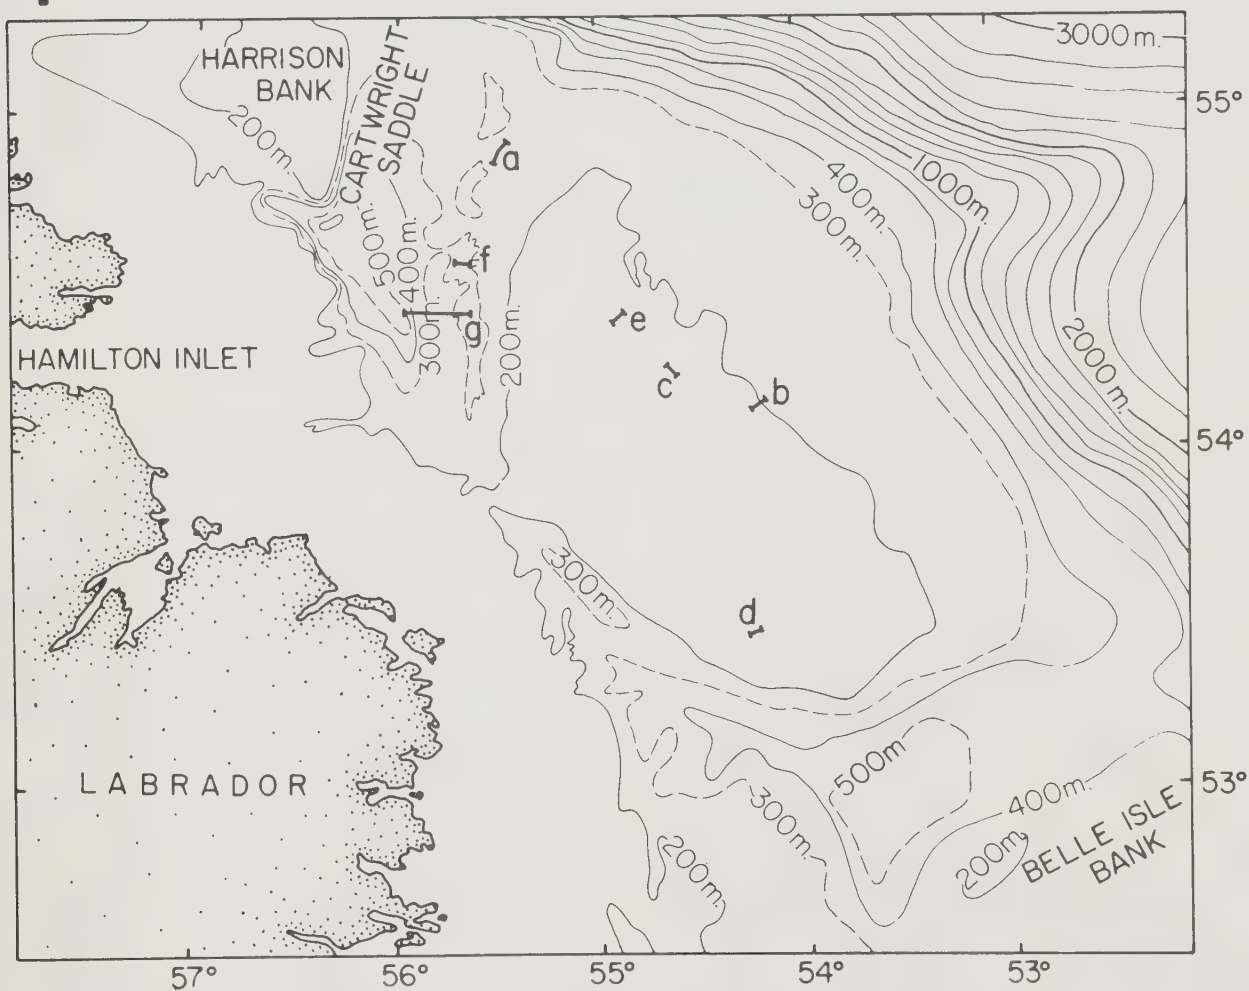 3000m.
HARRISON
BANK
CARTWRIGHT
SADDLE
55°
200m.
a
400m.
1000m.
300m.
500m.
400m.
f
300m.
g
200m.
e
2000m.
HAMILTON INLET
c
b
54°
300m.
d
LABRADOR
500m
53°
400m.
300m.
BELLE ISLE
BANK
200m.
200m.
57°
56°
55°
54°
53°